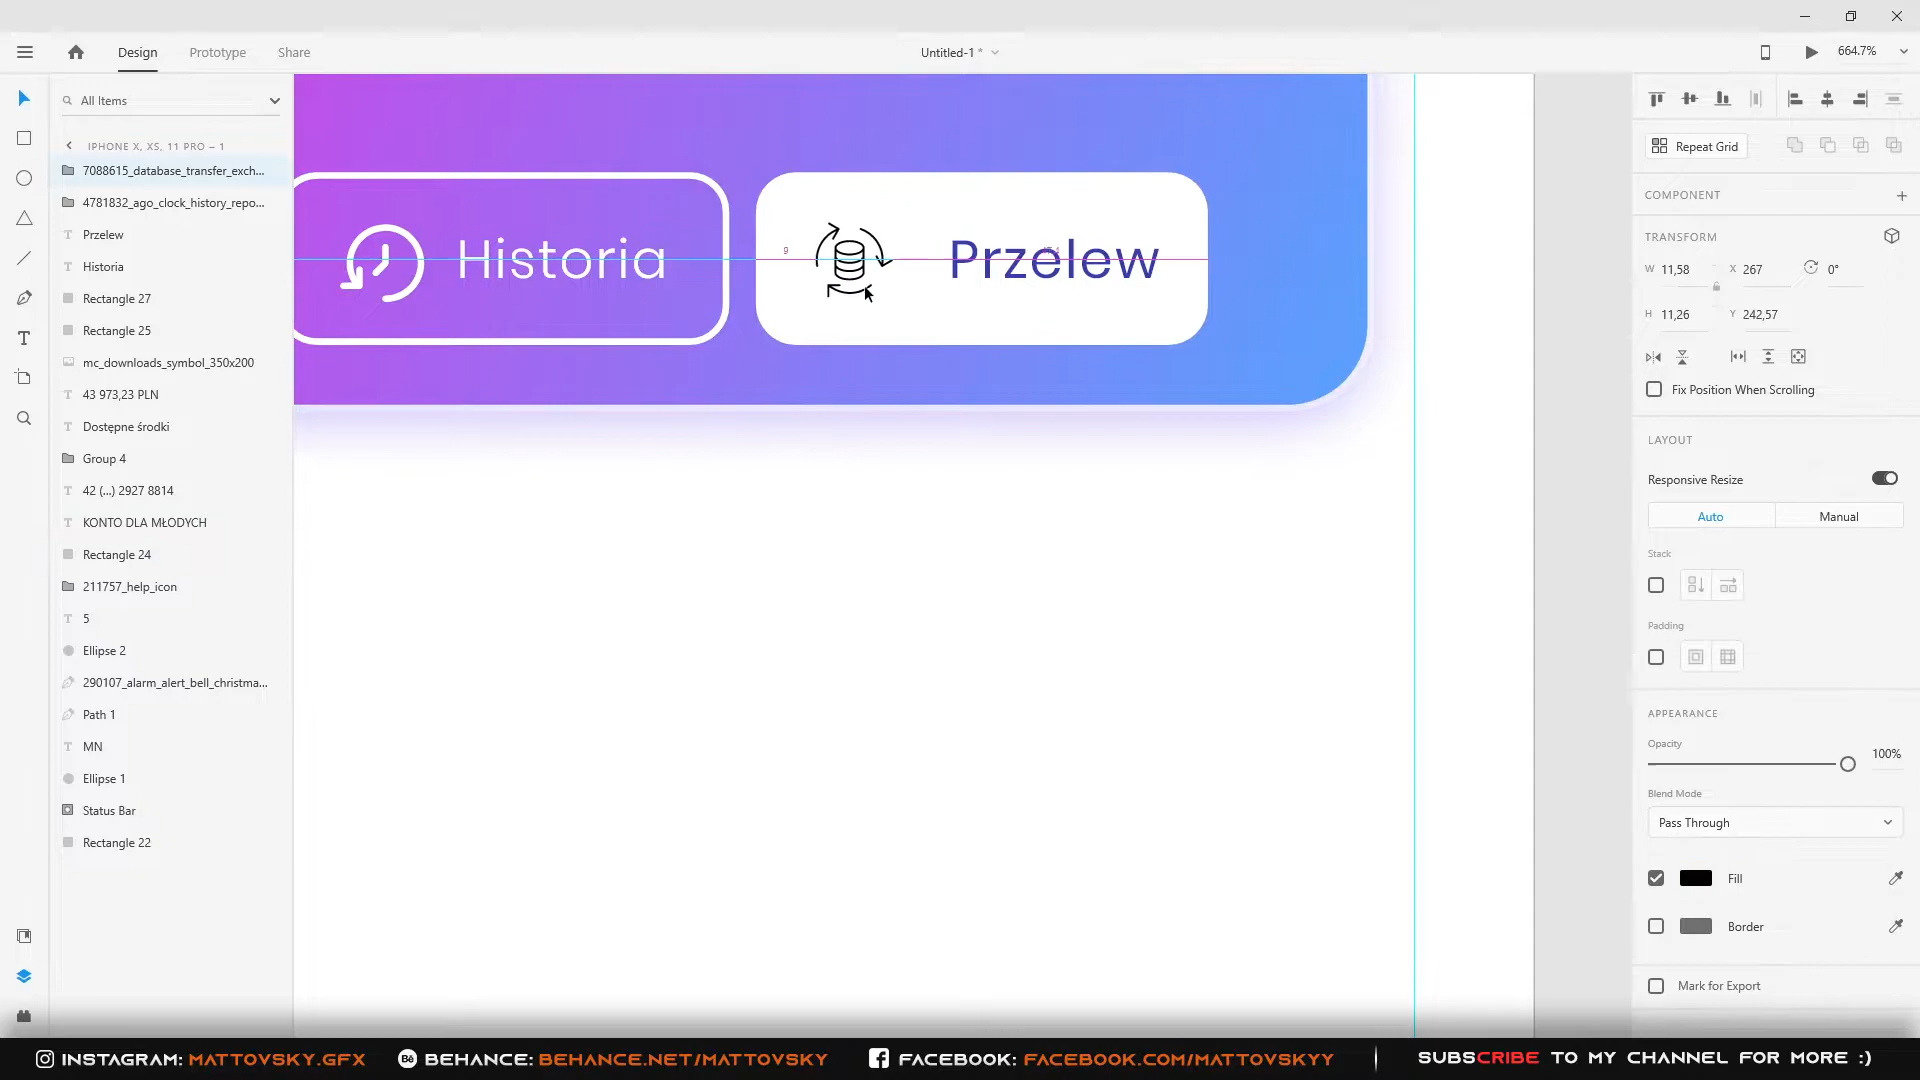 Design
Prototype
Share
Untitled-1 *
664.7%
All Items
IPHONE X, XS, 11 PRO – 1
7088615_database_transfer_exch...
4781832_ago_clock_history_repo...
Przelew
Historia
Rectangle 27
Rectangle 25
mc_downloads_symbol_350x200
43 973,23 PLN
Dostępne środki
Group 4
42 (...) 2927 8814
KONTO DLA MŁODYCH
Rectangle 24
211757_help_icon
5
Ellipse 2
290107_alarm_alert_bell_christma...
Path 1
MN
Ellipse 1
Status Bar
Rectangle 22
Historia
9
Przelew
Repeat Grid
COMPONENT
TRANSFORM
W 11,58 X 267 0°
H 11,26 Y 242,57
Fix Position When Scrolling
LAYOUT
Responsive Resize
Auto
Manual
Stack
Padding
APPEARANCE
Opacity
100%
Blend Mode
Pass Through
Fill
Border
Mark for Export
INSTAGRAM: MATTOVSKY.GFX
BEHANCE: BEHANCE.NET/MATTOVSKY
FACEBOOK: FACEBOOK.COM/MATTOVSKYY
SUBSCRIBE TO MY CHANNEL FOR MORE :)